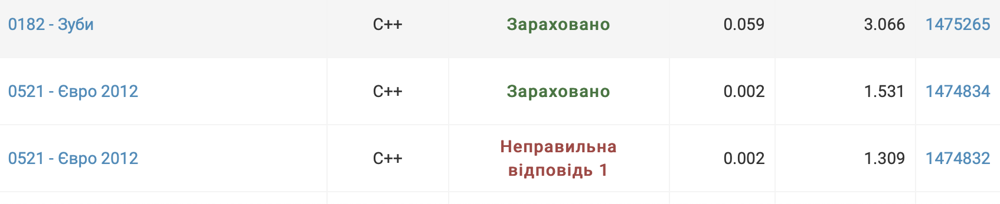 0182 - Зуби C++ Зараховано 0.059 3.066 1475265
0521 - Євро 2012 C++ Зараховано 0.002 1.531 1474834
0521 - Євро 2012 C++ Неправильна відповідь 1 0.002 1.309 1474832